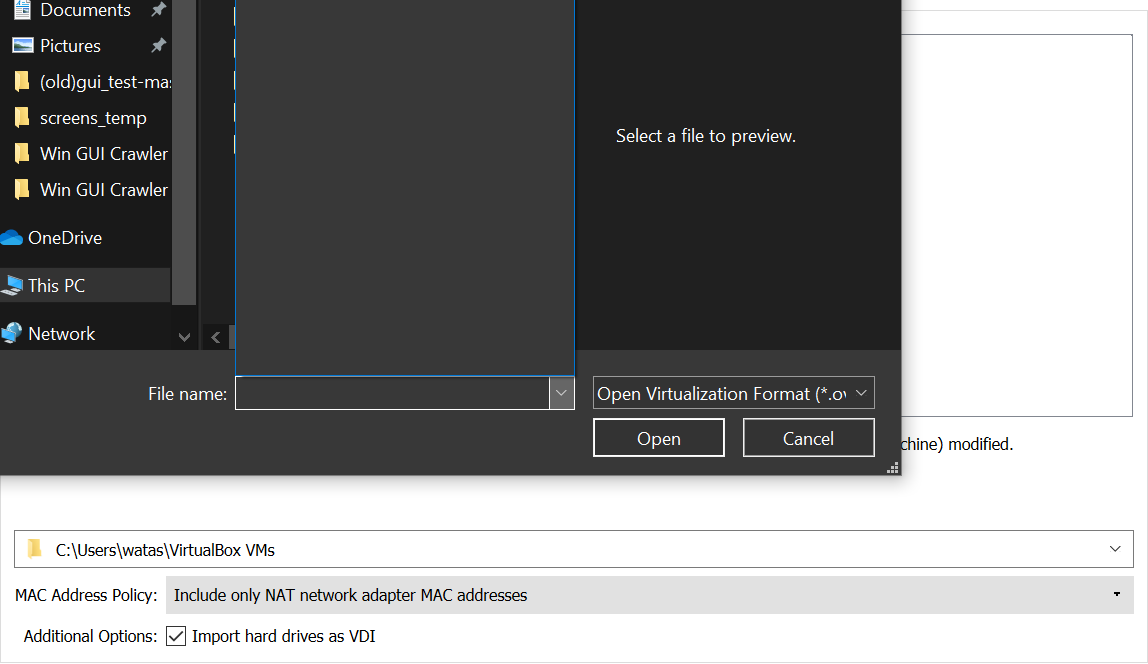 Documents
Pictures
(old)gui_test-mas
screens_temp
Win GUI Crawler
Win GUI Crawler
OneDrive
This PC
Network
Select a file to preview.
File name:
Open Virtualization Format (*.ov
Open
Cancel
chine) modified.
C:\Users\watas\VirtualBox VMs
MAC Address Policy:
Include only NAT network adapter MAC addresses
Additional Options:
Import hard drives as VDI